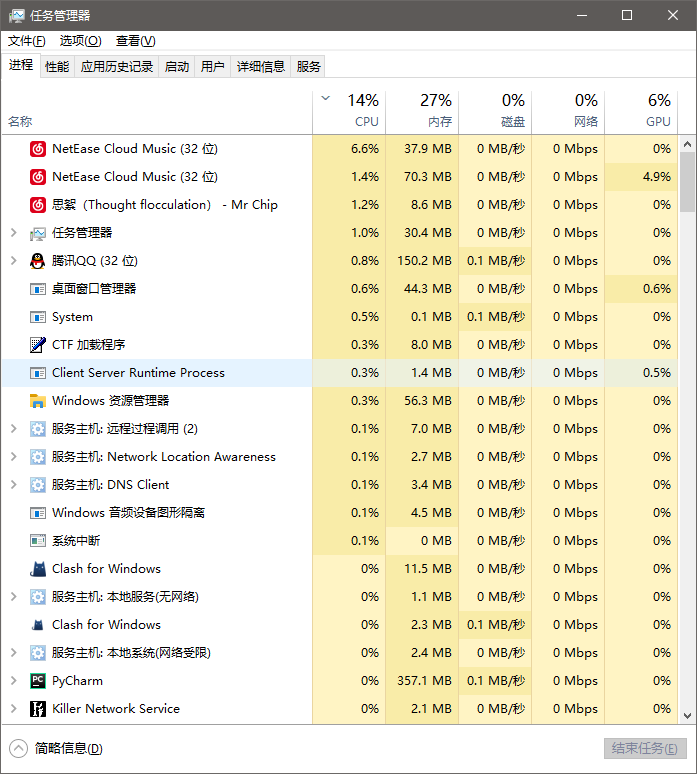 任务管理器
文件(F) 选项(O) 查看(V)
进程 性能 应用历史记录 启动 用户 详细信息 服务
14% 27% 0% 0% 6%
名称 CPU 内存 磁盘 网络 GPU
NetEase Cloud Music (32 位) 6.6% 37.9 MB 0 MB/秒 0 Mbps 0%
NetEase Cloud Music (32 位) 1.4% 70.3 MB 0 MB/秒 0 Mbps 4.9%
思絮（Thought flocculation） - Mr Chip 1.2% 8.6 MB 0 MB/秒 0 Mbps 0%
任务管理器 1.0% 30.4 MB 0 MB/秒 0 Mbps 0%
腾讯QQ (32 位) 0.8% 150.2 MB 0.1 MB/秒 0 Mbps 0%
桌面窗口管理器 0.6% 44.3 MB 0 MB/秒 0 Mbps 0.6%
System 0.5% 0.1 MB 0.1 MB/秒 0 Mbps 0%
CTF 加载程序 0.3% 8.0 MB 0 MB/秒 0 Mbps 0%
Client Server Runtime Process 0.3% 1.4 MB 0 MB/秒 0 Mbps 0.5%
Windows 资源管理器 0.3% 56.3 MB 0 MB/秒 0 Mbps 0%
服务主机: 远程过程调用 (2) 0.1% 7.0 MB 0 MB/秒 0 Mbps 0%
服务主机: Network Location Awareness 0.1% 2.7 MB 0 MB/秒 0 Mbps 0%
服务主机: DNS Client 0.1% 3.4 MB 0 MB/秒 0 Mbps 0%
Windows 音频设备图形隔离 0.1% 4.5 MB 0 MB/秒 0 Mbps 0%
系统中断 0.1% 0 MB 0 MB/秒 0 Mbps 0%
Clash for Windows 0% 11.5 MB 0 MB/秒 0 Mbps 0%
服务主机: 本地服务(无网络) 0% 1.1 MB 0 MB/秒 0 Mbps 0%
Clash for Windows 0% 2.3 MB 0.1 MB/秒 0 Mbps 0%
服务主机: 本地系统(网络受限) 0% 2.4 MB 0 MB/秒 0 Mbps 0%
PC PyCharm 0% 357.1 MB 0.1 MB/秒 0 Mbps 0%
Killer Network Service 0% 2.1 MB 0 MB/秒 0 Mbps 0%
简略信息(D) 结束任务(E)